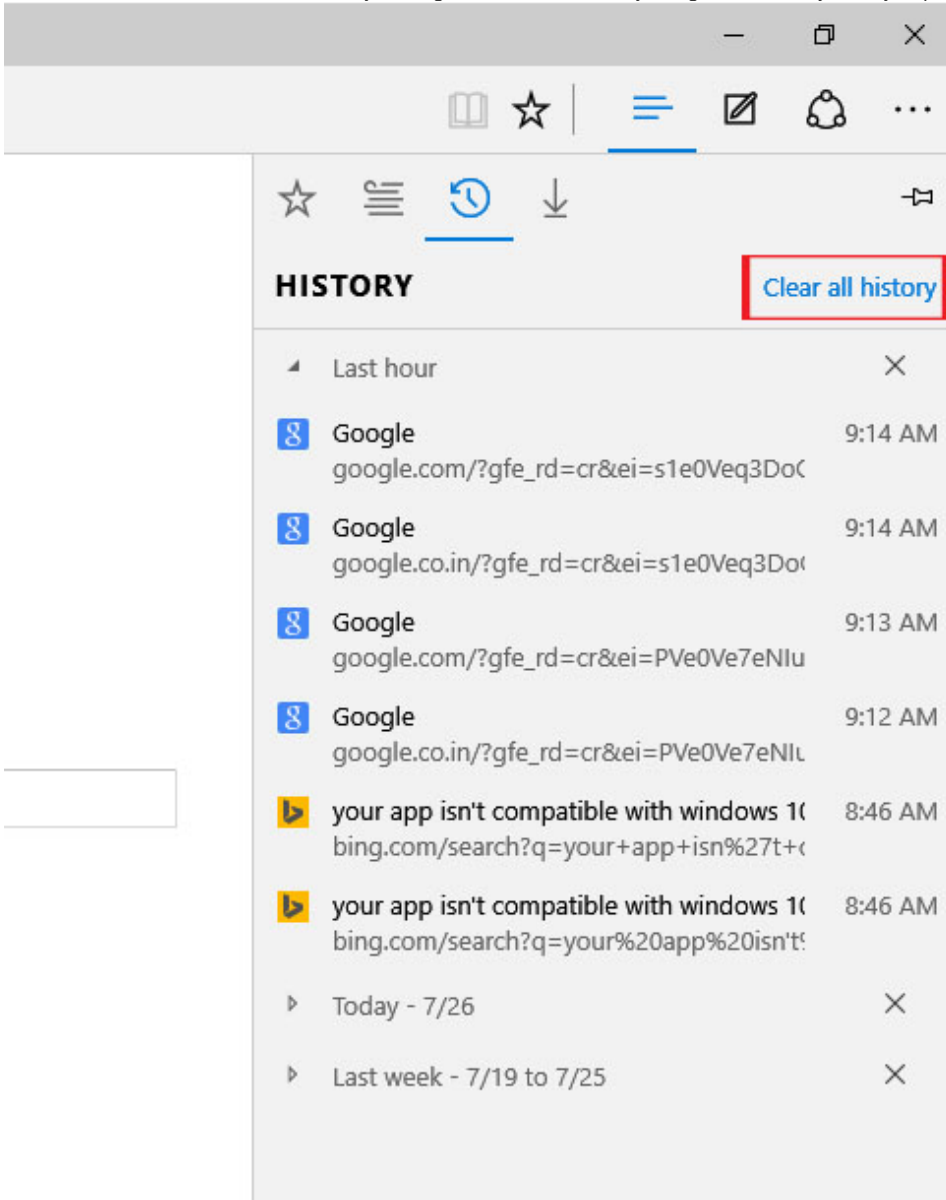 HISTORY
Clear all history
Last hour
Google
9:14 AM
google.com/?gfe_rd=cr&ei=s1e0Veq3Do
Google
9:14 AM
google.co.in/?gfe_rd=cr&ei=s1e0Veq3Do
Google
9:13 AM
google.com/?gfe_rd=cr&ei=PVe0Ve7eNIu
Google
9:12 AM
google.co.in/?gfe_rd=cr&ei=PVe0Ve7eNI
your app isn't compatible with windows 1
8:46 AM
bing.com/search?q=your+app+isn%27t+
your app isn't compatible with windows 1
8:46 AM
bing.com/search?q=your%20app%20isn't
Today - 7/26
Last week - 7/19 to 7/25